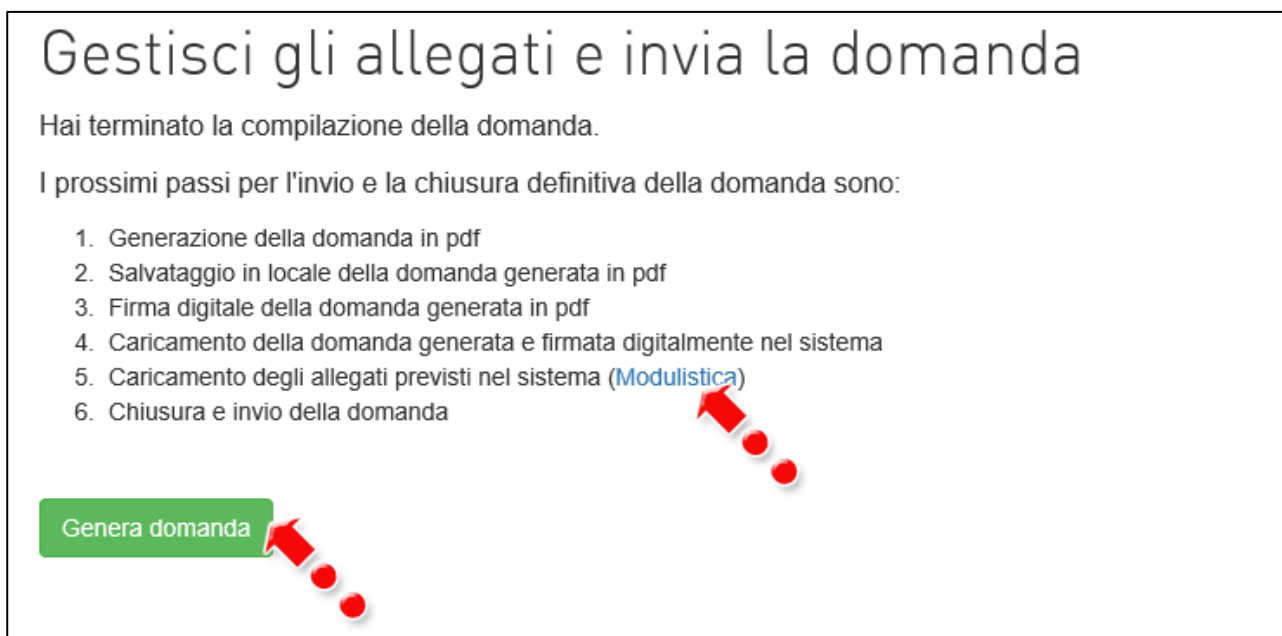 Gestisci gli allegati e invia la domanda
Hai terminato la compilazione della domanda.
I prossimi passi per l'invio e la chiusura definitiva della domanda sono:
1. Generazione della domanda in pdf
2. Salvataggio in locale della domanda generata in pdf
3. Firma digitale della domanda generata in pdf
4. Caricamento della domanda generata e firmata digitalmente nel sistema
5. Caricamento degli allegati previsti nel sistema (Modulistica)
6. Chiusura e invio della domanda
Genera domanda